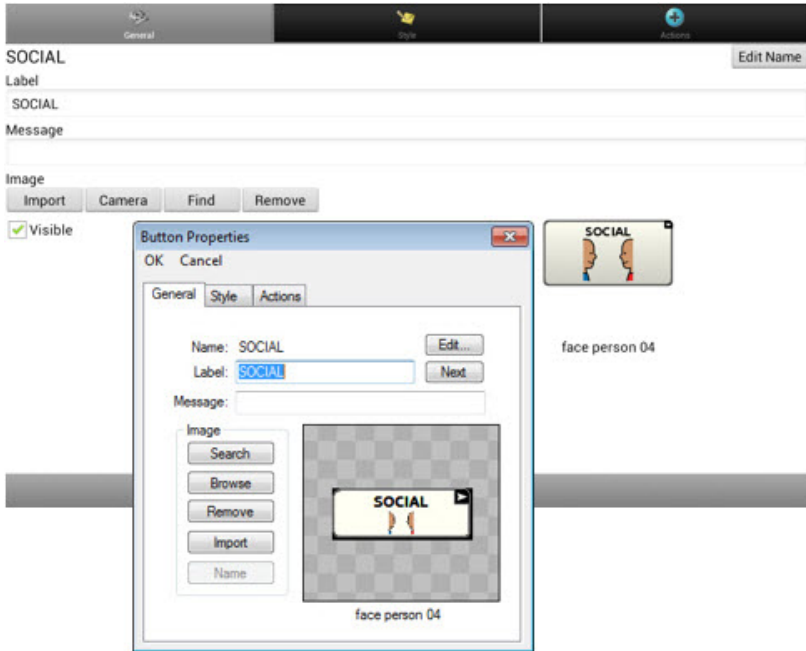 General
Style
Actions
SOCIAL
Edit Name
Label
SOCIAL
Message
Image
Import
Camera
Find
Remove
Visible
SOCIAL
face person 04
Button Properties
OK Cancel
General
Style
Actions
Name: SOCIAL
Edit...
Label: SOCIAL
Next
Message:
Image
Search
Browse
Remove
Import
Name
SOCIAL
face person 04